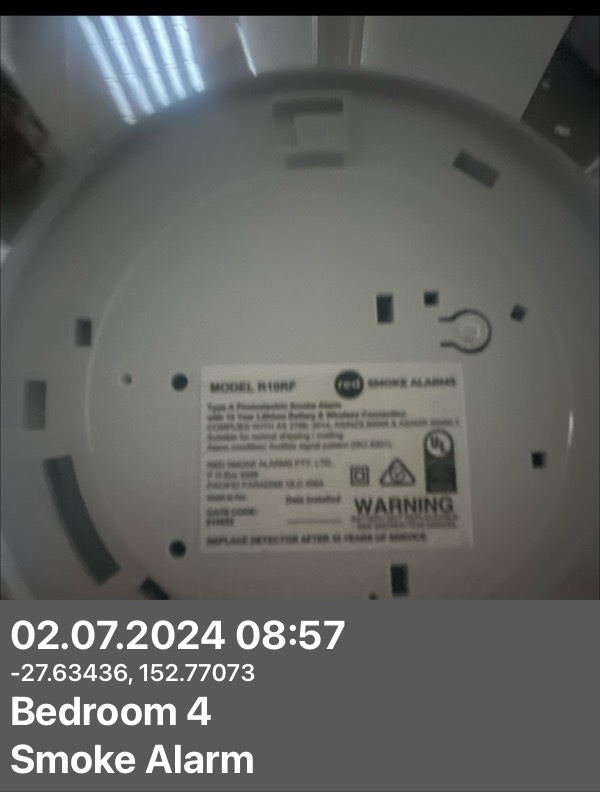 MODEL R10RF red SMOKE ALARMS
Type A Photoelectric Smoke Alarm
with 10 Year Lithium Battery & Wireless Connection
Suitable for normal shipping / mailing
RED SMOKE ALARMS PTY. LTD.
P O Box
PACIFIC PARADISE QLD 4564
Date Installed
DATE CODE:
UL
WARNING
REPLACE DETECTOR AFTER 10 YEARS OF SERVICE
02.07.2024 08:57
-27.63436, 152.77073
Bedroom 4
Smoke Alarm